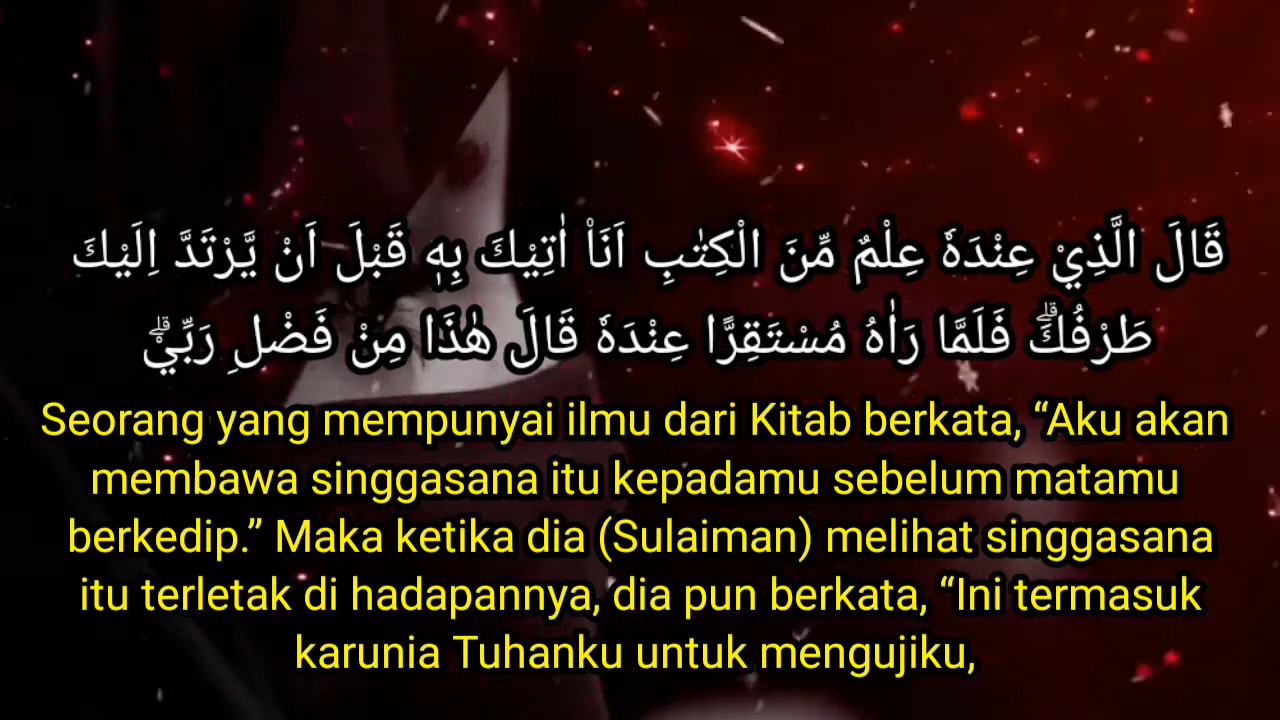 قَالَ الَّذِيْ عِنْدَهٗ عِلْمٌ مِّنَ الْكِتٰبِ اَنَا۠ اٰتِيْكَ بِهٖ قَبْلَ اَنْ يَّرْتَدَّ اِلَيْكَ
طَرْفُكَۗ فَلَمَّا رَاٰهُ مُسْتَقِرًّا عِنْدَهٗ قَالَ هٰذَا مِنْ فَضْلِ رَبِّيْۗ
Seorang yang mempunyai ilmu dari Kitab berkata, “Aku akan
membawa singgasana itu kepadamu sebelum matamu
berkedip.” Maka ketika dia (Sulaiman) melihat singgasana
itu terletak di hadapannya, dia pun berkata, “Ini termasuk
karunia Tuhanku untuk mengujiku,